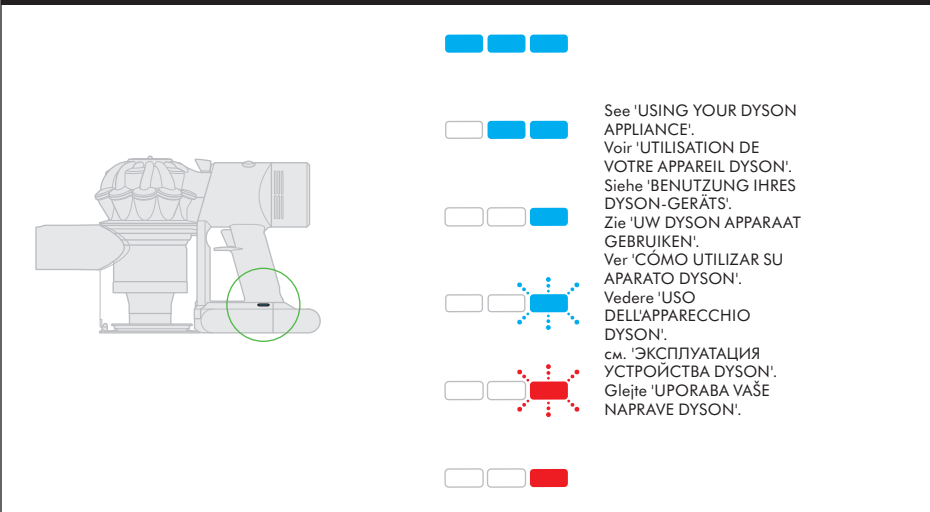 See 'USING YOUR DYSON
APPLIANCE'.
Voir 'UTILISATION DE
VOTRE APPAREIL DYSON'.
Siehe 'BENUTZUNG IHRES
DYSON-GERÄTS'.
Zie 'UW DYSON APPARAAT
GEBRUIKEN'.
Ver 'CÓMO UTILIZAR SU
APARATO DYSON'.
Vedere 'USO
DELL'APPARECCHIO
DYSON'.
см. 'ЭКСПЛУАТАЦИЯ
УСТРОЙСТВА DYSON'.
Glejte 'UPORABA VAŠE
NAPRAVE DYSON'.